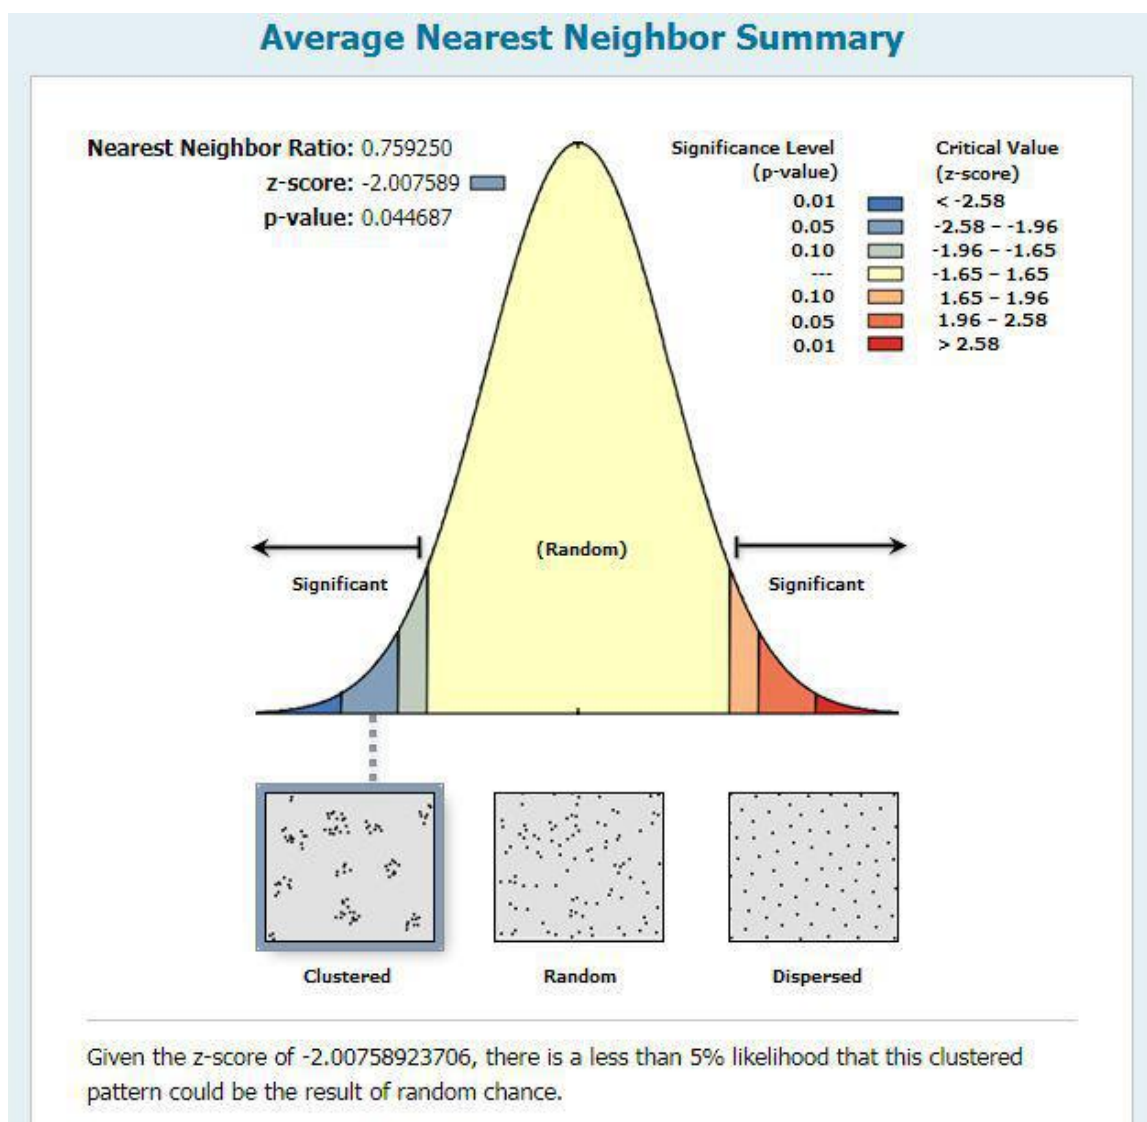 Average Nearest Neighbor Summary
Nearest Neighbor Ratio: 0.759250
z-score: -2.007589
p-value: 0.044687
Significance Level (p-value)
Critical Value (z-score)
0.01 < -2.58
0.05 -2.58 – -1.96
0.10 -1.96 – -1.65
--- -1.65 – 1.65
0.10 1.65 – 1.96
0.05 1.96 – 2.58
0.01 > 2.58
(Random)
Significant
Significant
Clustered
Random
Dispersed
Given the z-score of -2.00758923706, there is a less than 5% likelihood that this clustered
pattern could be the result of random chance.